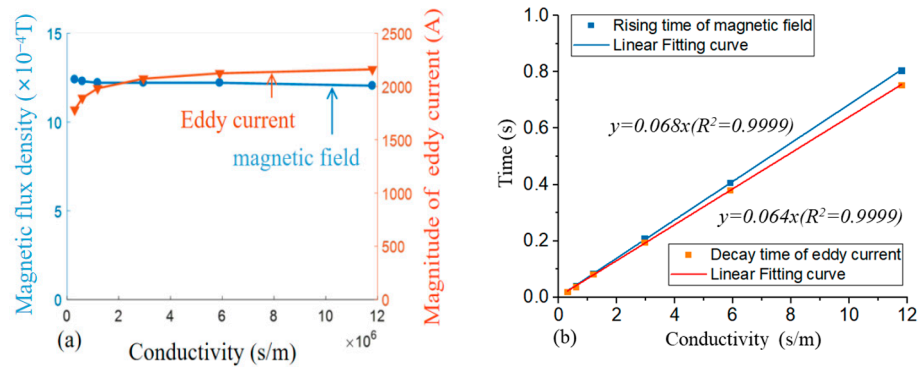 Magnetic flux density (×10⁻⁴T)
15
10
5
0
2500
2000
1500
1000
500
0
Magnitude of eddy current (A)
Eddy current
magnetic field
0 2 4 6 8 10 12
×10⁶
(a)
Conductivity (s/m)
Time (s)
1.0
0.8
0.6
0.4
0.2
0.0
Rising time of magnetic field
Linear Fitting curve
y=0.068x(R²=0.9999)
y=0.064x(R²=0.9999)
Decay time of eddy current
Linear Fitting curve
0 2 4 6 8 10 12
(b)
Conductivity (s/m)